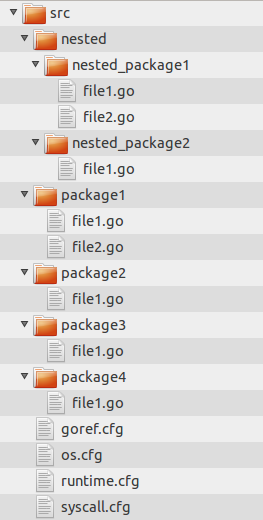 src
nested
nested_package1
file1.go
file2.go
nested_package2
file1.go
package1
file1.go
file2.go
package2
file1.go
package3
file1.go
package4
file1.go
goref.cfg
os.cfg
runtime.cfg
syscall.cfg